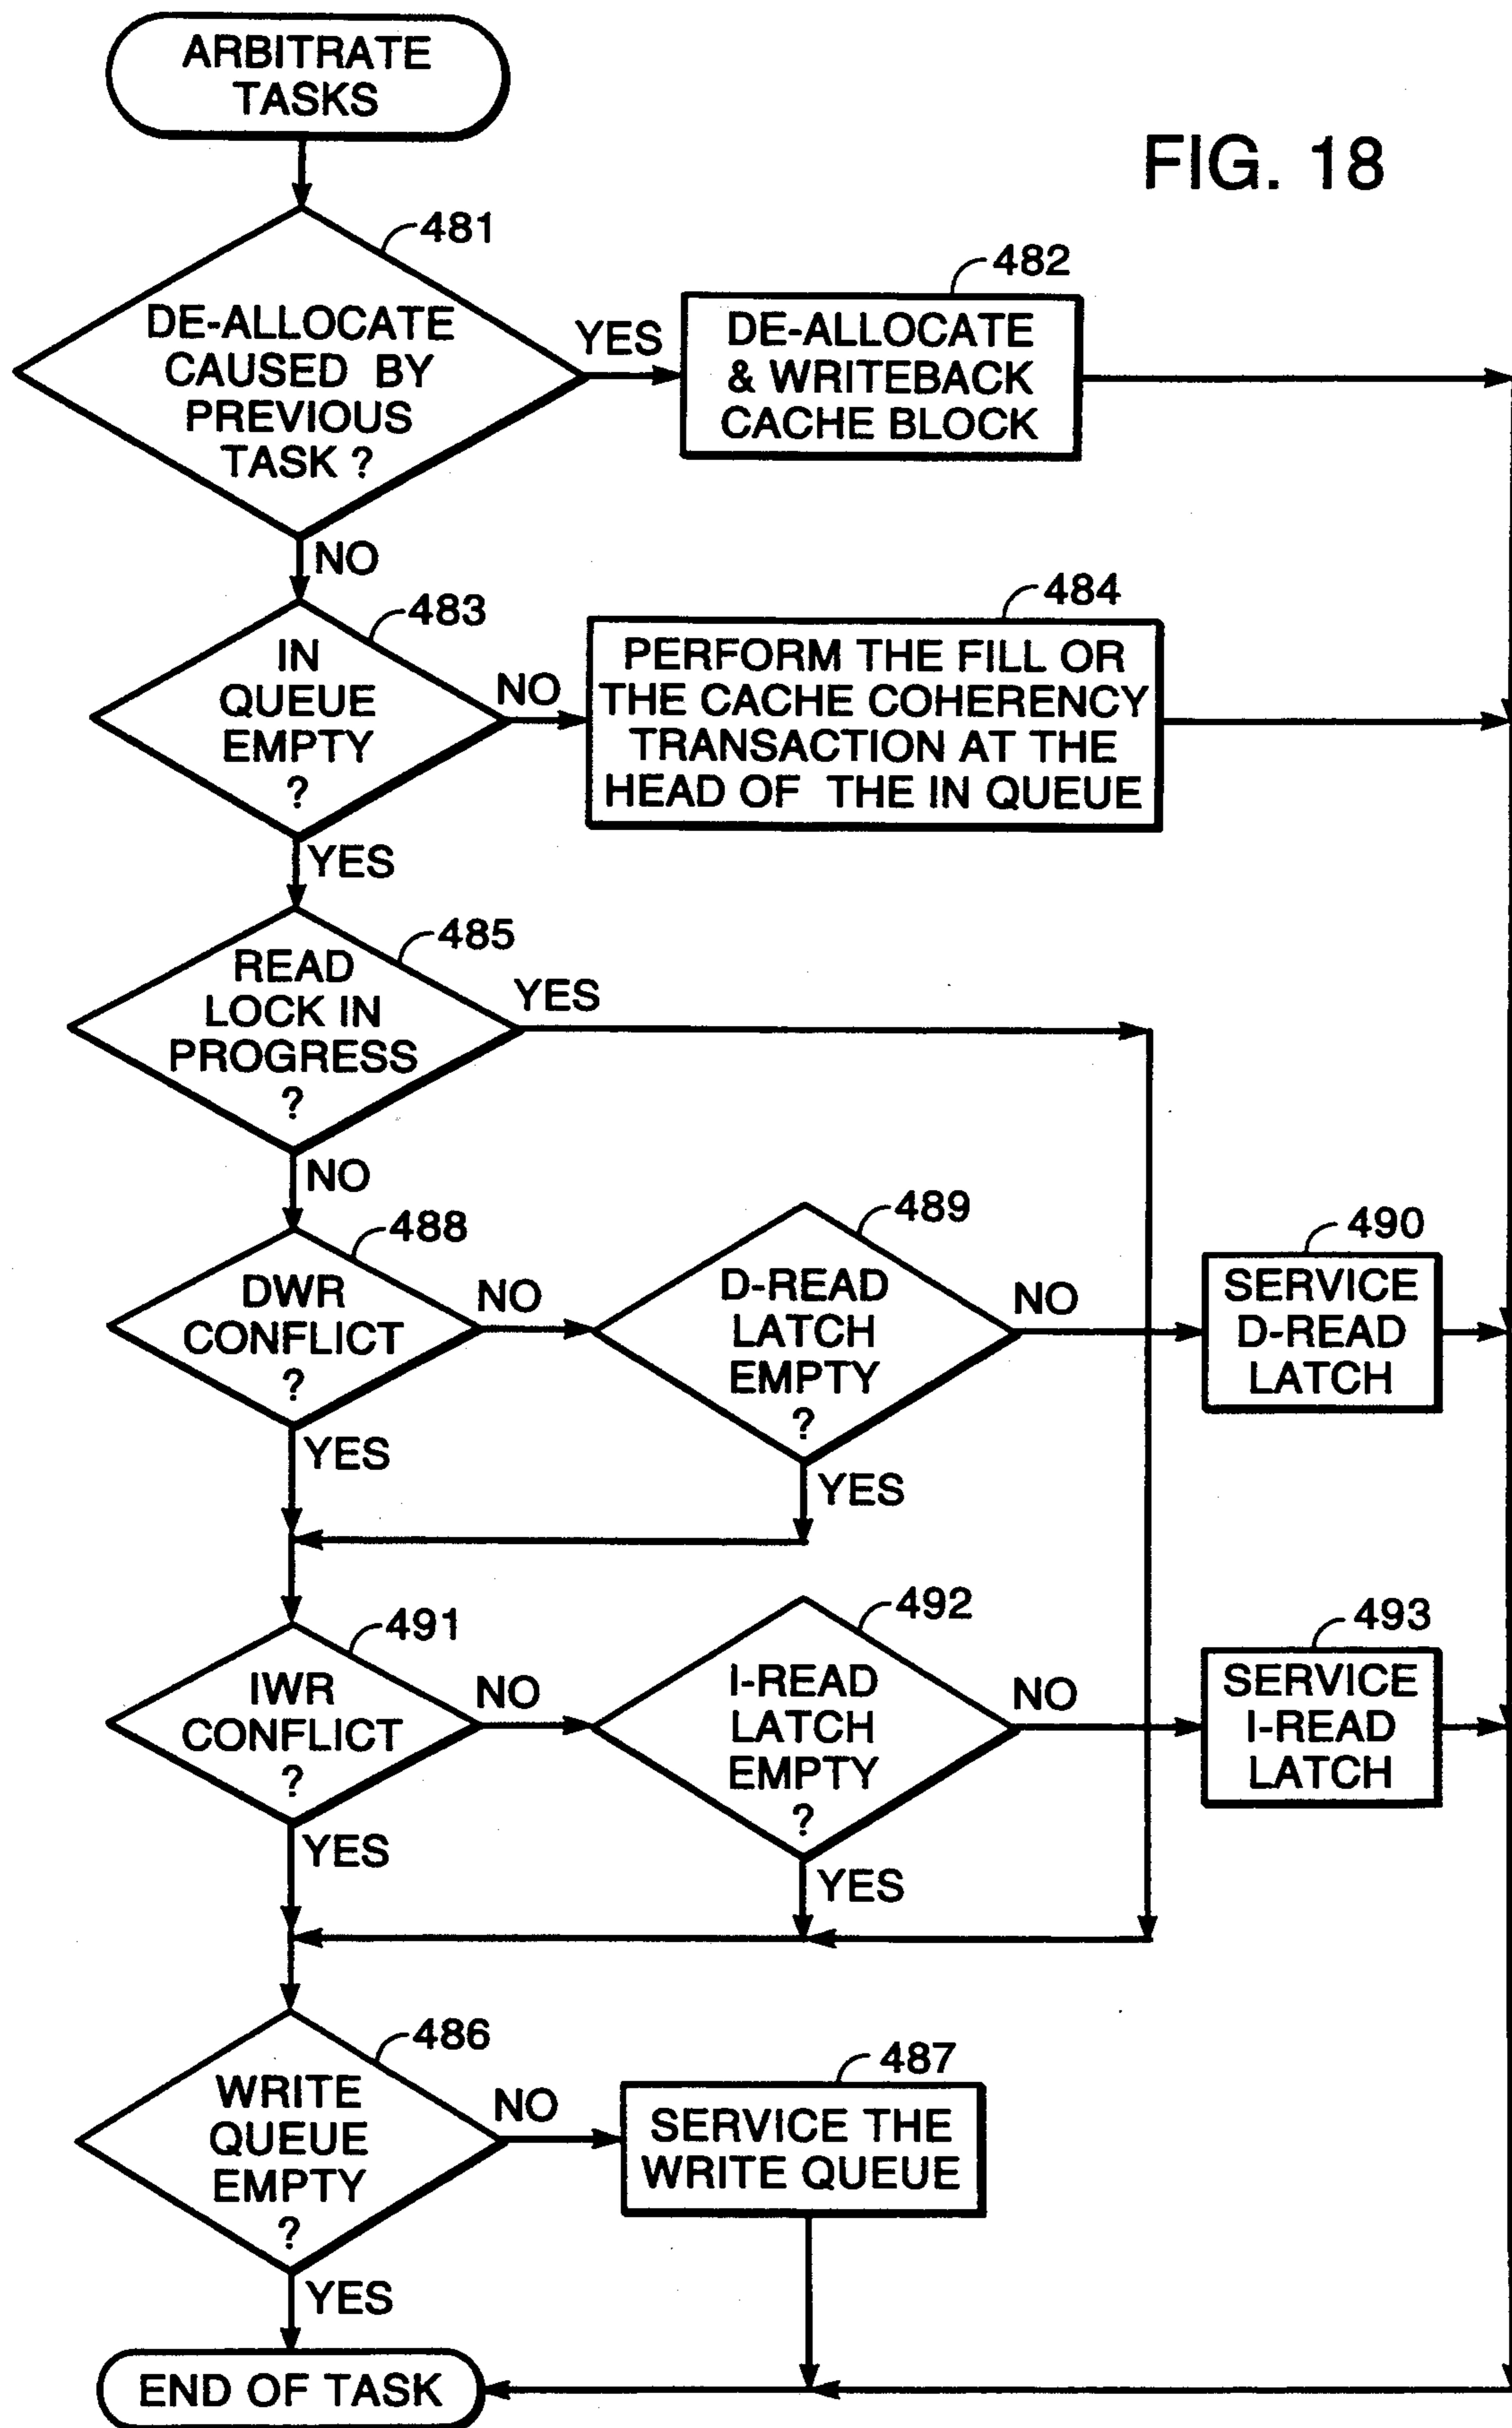 ARBITRATE
TASKS
FIG. 18
481
DE-ALLOCATE
CAUSED BY
PREVIOUS
TASK ?
YES
482
DE-ALLOCATE
& WRITEBACK
CACHE BLOCK
NO
483
IN
QUEUE
EMPTY
?
NO
484
PERFORM THE FILL OR
THE CACHE COHERENCY
TRANSACTION AT THE
HEAD OF THE IN QUEUE
YES
485
READ
LOCK IN
PROGRESS
?
YES
NO
488
DWR
CONFLICT
?
NO
489
D-READ
LATCH
EMPTY
?
NO
490
SERVICE
D-READ
LATCH
YES
YES
491
IWR
CONFLICT
?
NO
492
I-READ
LATCH
EMPTY
?
NO
493
SERVICE
I-READ
LATCH
YES
YES
486
WRITE
QUEUE
EMPTY
?
NO
487
SERVICE THE
WRITE QUEUE
YES
END OF TASK